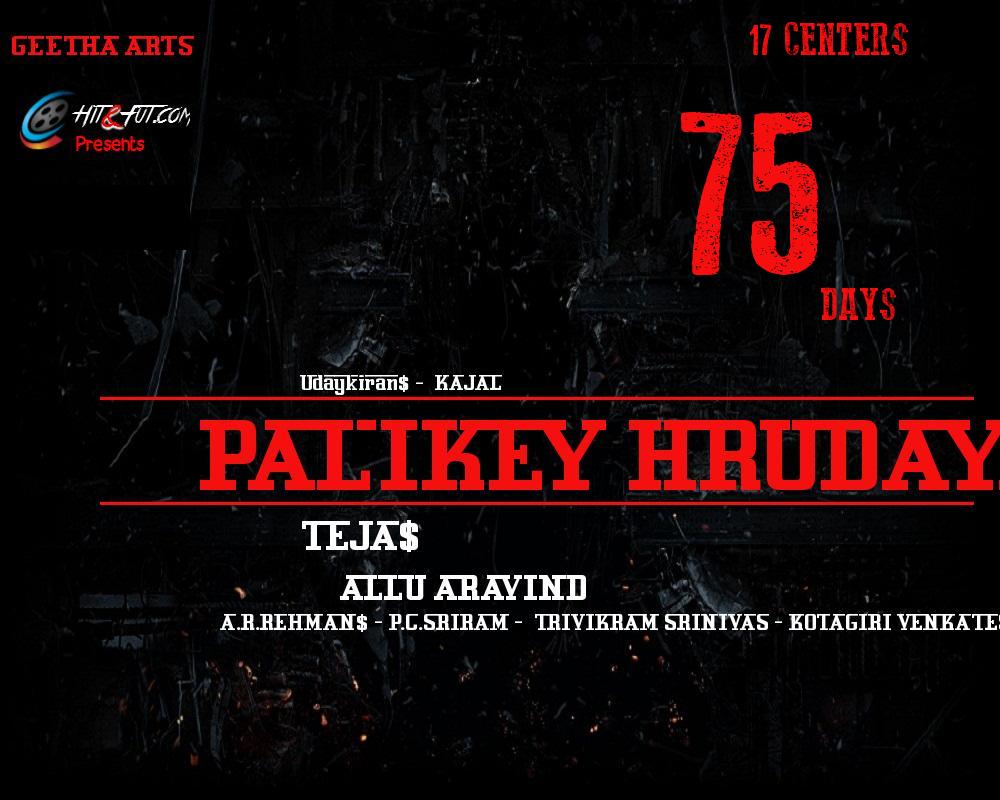 GEETHA ARTS
17 CENTERS
HIT&FUT.COM
Presents
75
DAYS
Udaykiran$ - KAJAL
PALIKEY HRUDAY
TEJA$
ALLU ARAVIND
A.R.REHMAN$ - P.C.SRIRAM - TRIVIKRAM SRINIVAS - KOTAGIRI VENKATES